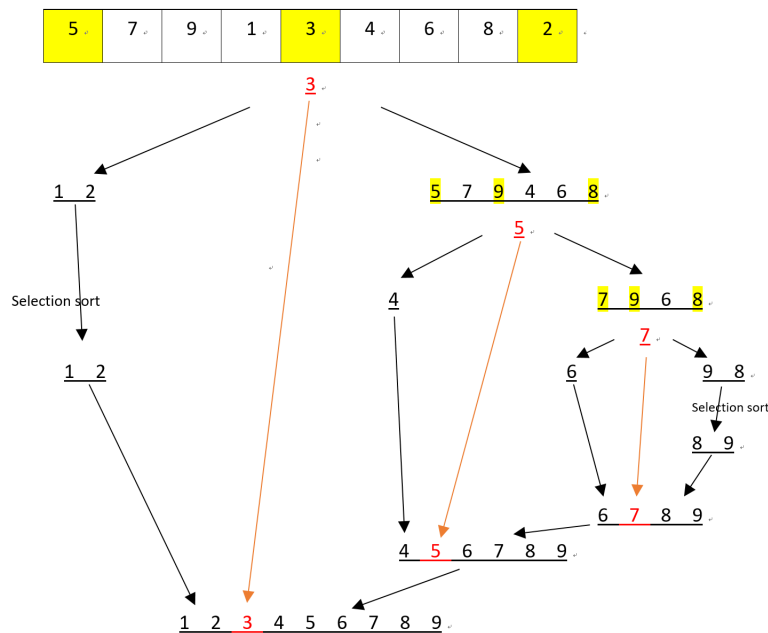 5 7 9 1 3 4 6 8 2
3
1 2 5 7 9 4 6 8
5
4 7 9 6 8
Selection sort
7
1 2 6 9 8
Selection sort
8 9
6 7 8 9
4 5 6 7 8 9
1 2 3 4 5 6 7 8 9